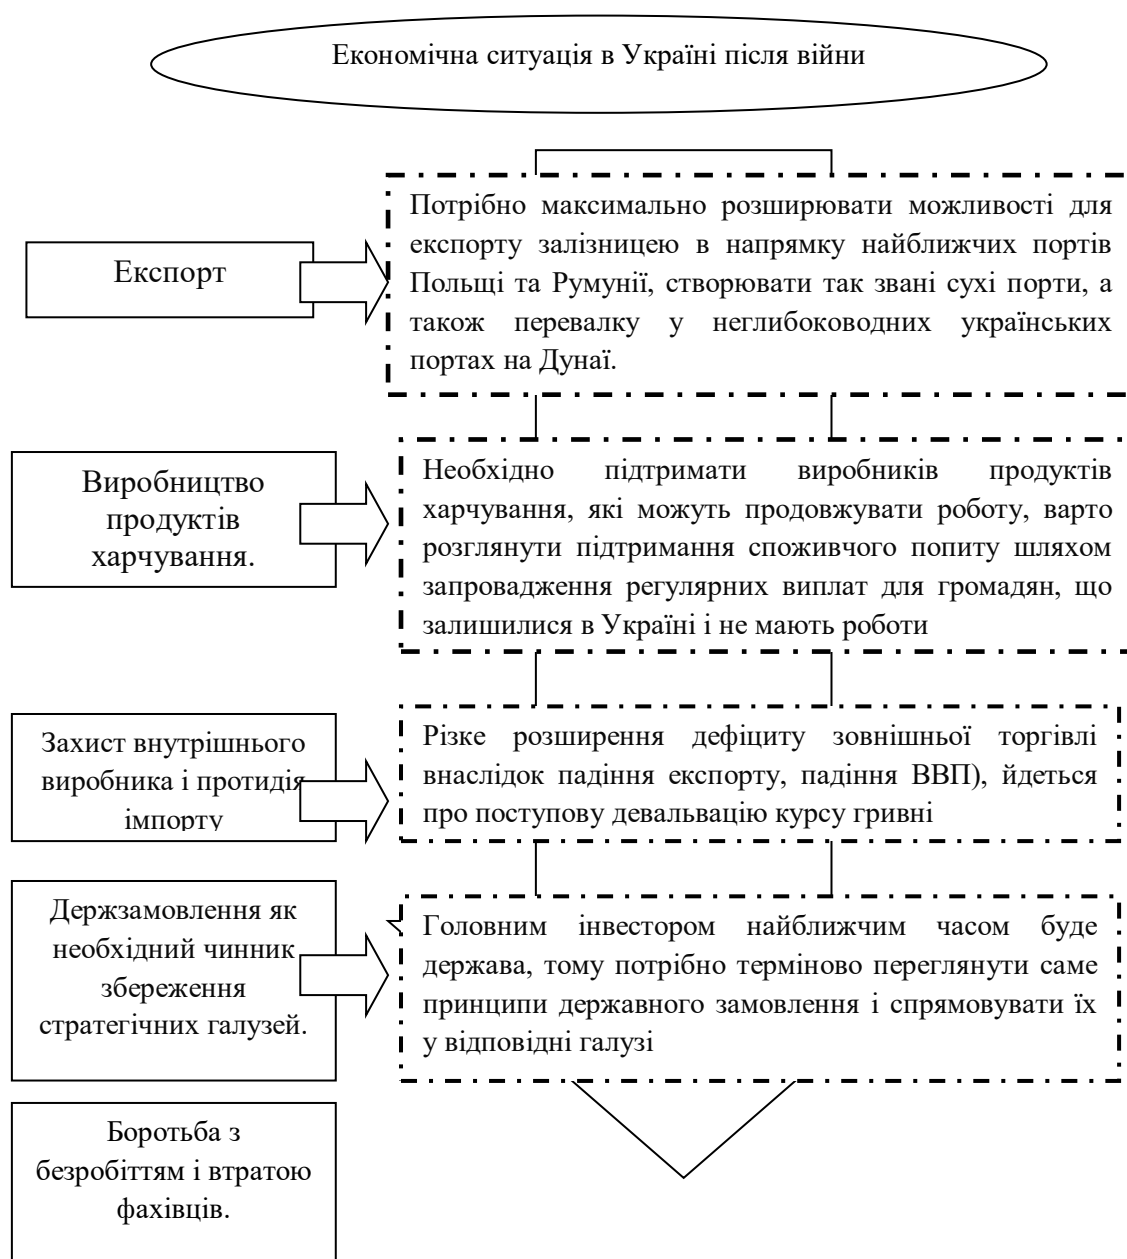 Економічна ситуація в Україні після війни
Експорт
Потрібно максимально розширювати можливості для
експорту залізницею в напрямку найближчих портів
Польщі та Румунії, створювати так звані сухі порти, а
також перевалку у неглибоководних українських
портах на Дунаї.
Виробництво
продуктів
харчування.
Необхідно підтримати виробників продуктів
харчування, які можуть продовжувати роботу, варто
розглянути підтримання споживчого попиту шляхом
запровадження регулярних виплат для громадян, що
залишилися в Україні і не мають роботи
Захист внутрішнього
виробника і протидія
імпорту
Різке розширення дефіциту зовнішньої торгівлі
внаслідок падіння експорту, падіння ВВП), йдеться
про поступову девальвацію курсу гривні
Держзамовлення як
необхідний чинник
збереження
стратегічних галузей.
Головним інвестором найближчим часом буде
держава, тому потрібно терміново переглянути саме
принципи державного замовлення і спрямовувати їх
у відповідні галузі
Боротьба з
безробіттям і втратою
фахівців.